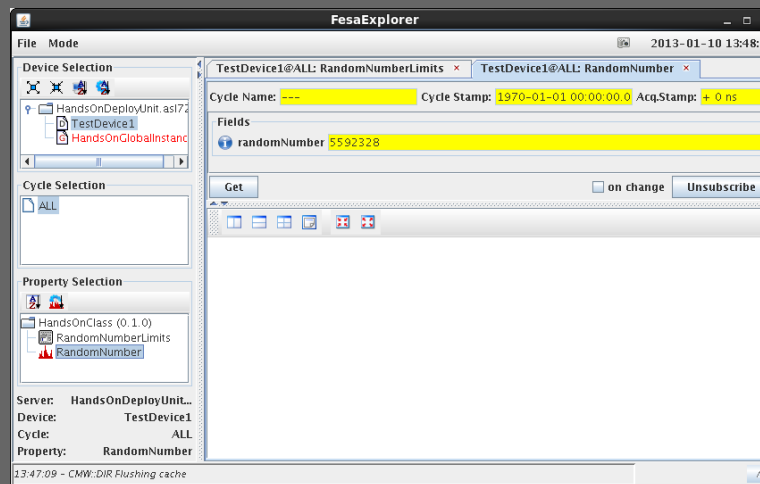 FesaExplorer
File Mode
2013-01-10 13:48:
Device Selection
HandsOnDeployUnit.asl72
TestDevice1
HandsOnGlobalInstanc
Cycle Selection
ALL
Property Selection
HandsOnClass (0.1.0)
RandomNumberLimits
RandomNumber
Server: HandsOnDeployUnit...
Device: TestDevice1
Cycle: ALL
Property: RandomNumber
TestDevice1@ALL: RandomNumberLimits × TestDevice1@ALL: RandomNumber ×
Cycle Name: --- Cycle Stamp: 1970-01-01 00:00:00.0 Acq.Stamp: + 0 ns
Fields
randomNumber 5592328
Get on change Unsubscribe
13:47:09 - CMW::DIR Flushing cache